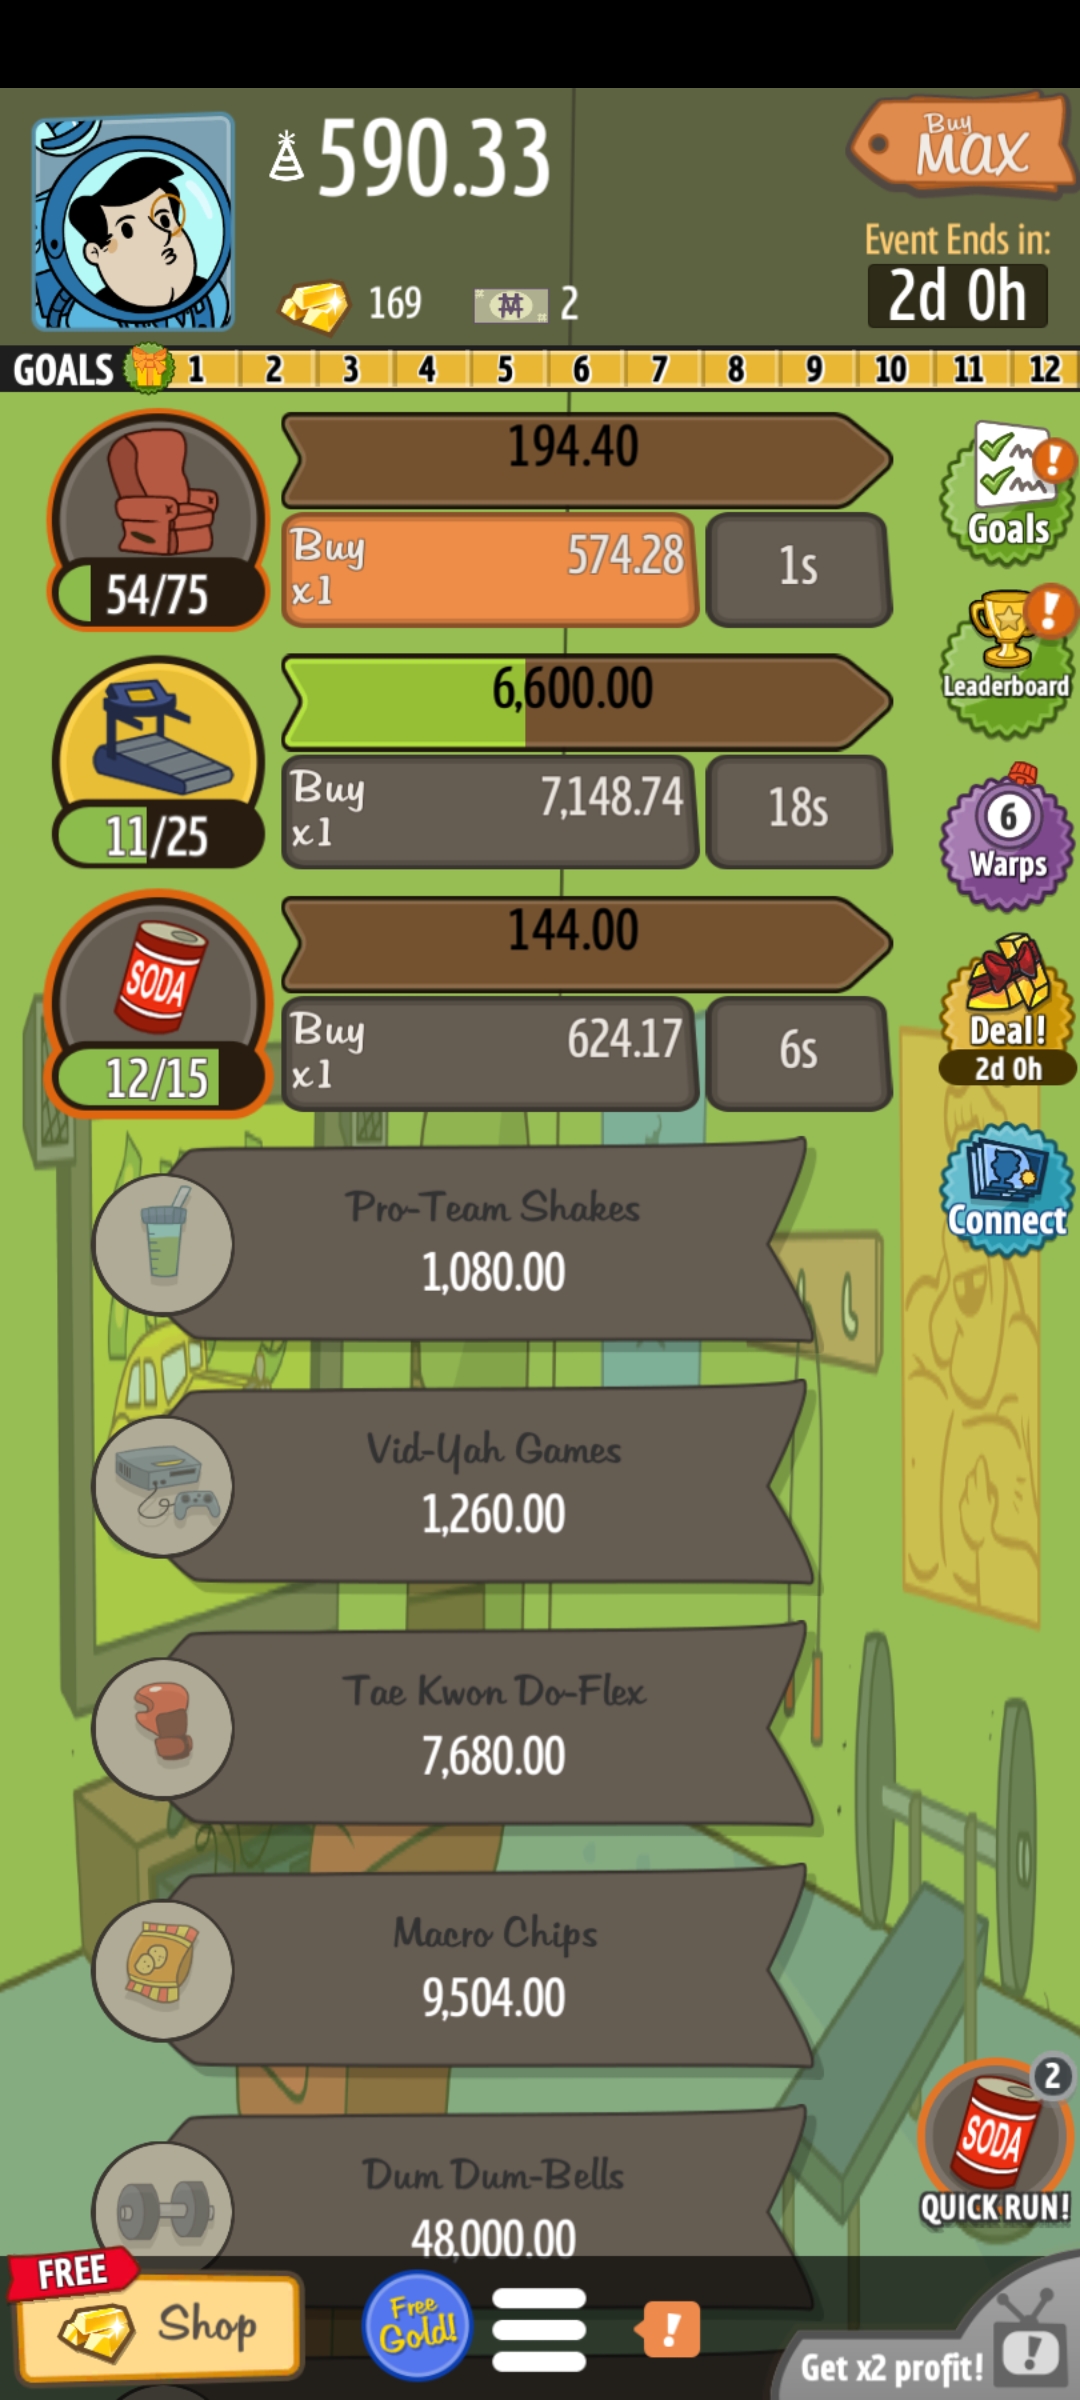 590.33
Buy
MAX
169
2
Event Ends in:
2d 0h
GOALS 1 2 3 4 5 6 7 8 9 10 11 12
194.40
Buy
x1
574.28
1s
54/75
Goals
6,600.00
Buy
x1
7,148.74
18s
11/25
Leaderboard
6
Warps
144.00
Buy
x1
624.17
6s
SODA
12/15
Deal!
2d 0h
Connect
Pro-Team Shakes
1,080.00
Vid-Yah Games
1,260.00
Tae Kwon Do-Flex
7,680.00
Macro Chips
9,504.00
Dum Dum-Bells
48,000.00
2
SODA
QUICK RUN!
FREE
Shop
Free
Gold!
!
Get x2 profit!